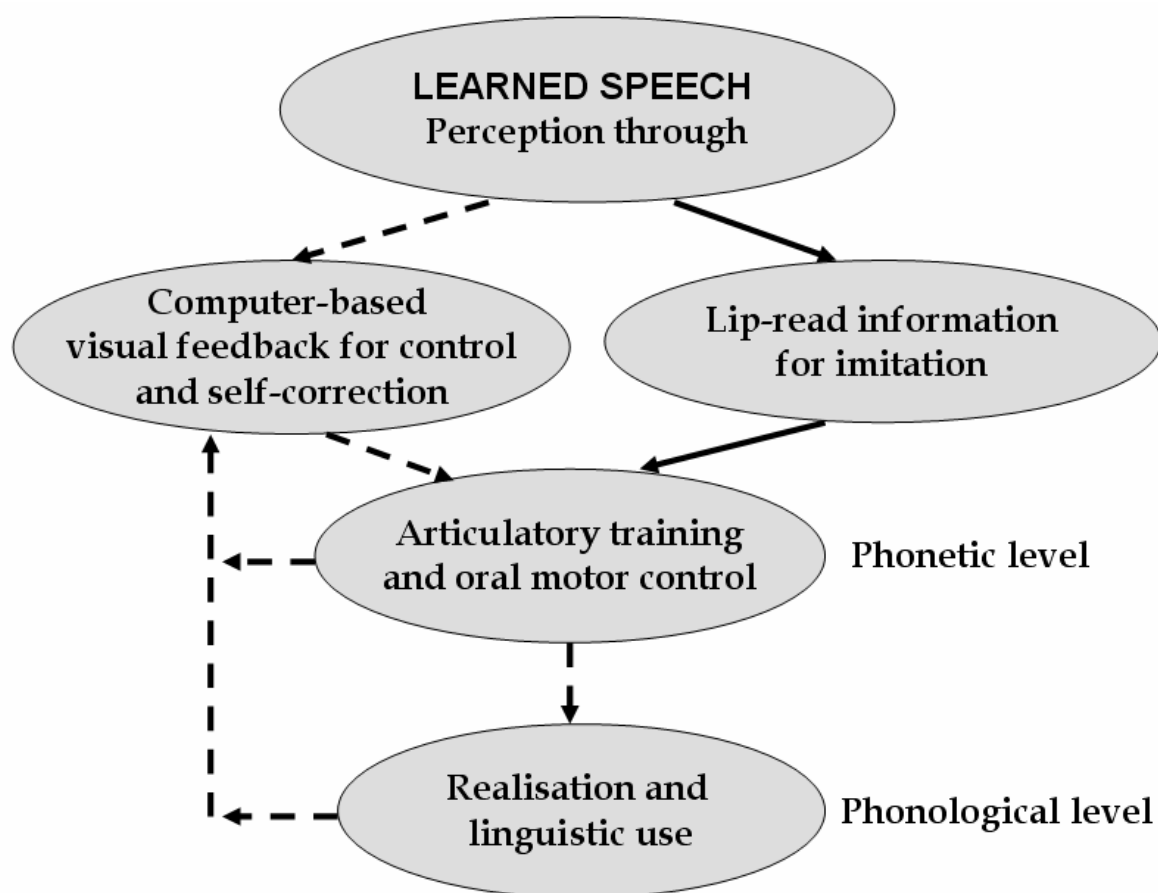 LEARNED SPEECH
Perception through
Computer-based
visual feedback for control
and self-correction
Lip-read information
for imitation
Articulatory training
and oral motor control
Phonetic level
Realisation and
linguistic use
Phonological level